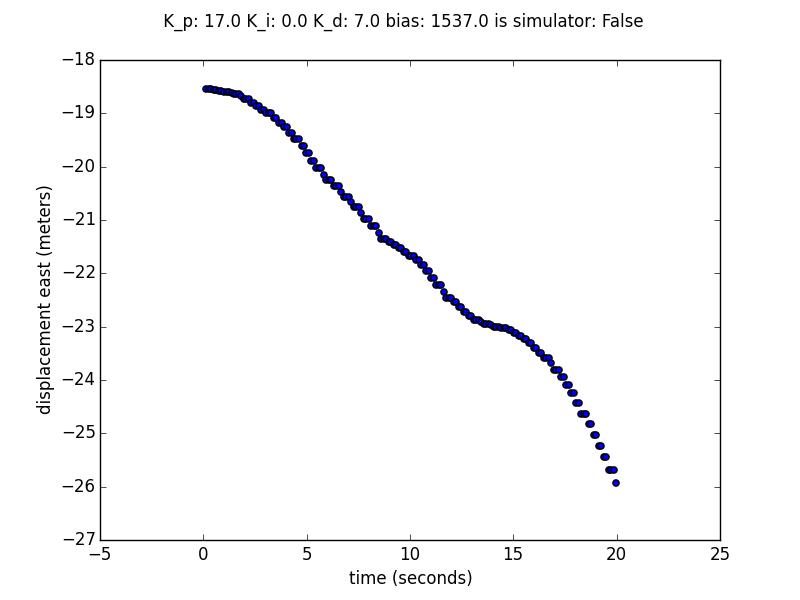 K_p: 17.0 K_i: 0.0 K_d: 7.0 bias: 1537.0 is simulator: False
−18
−19
−20
−21
−22
−23
−24
−25
−26
−27
displacement east (meters)
−5 0 5 10 15 20 25
time (seconds)